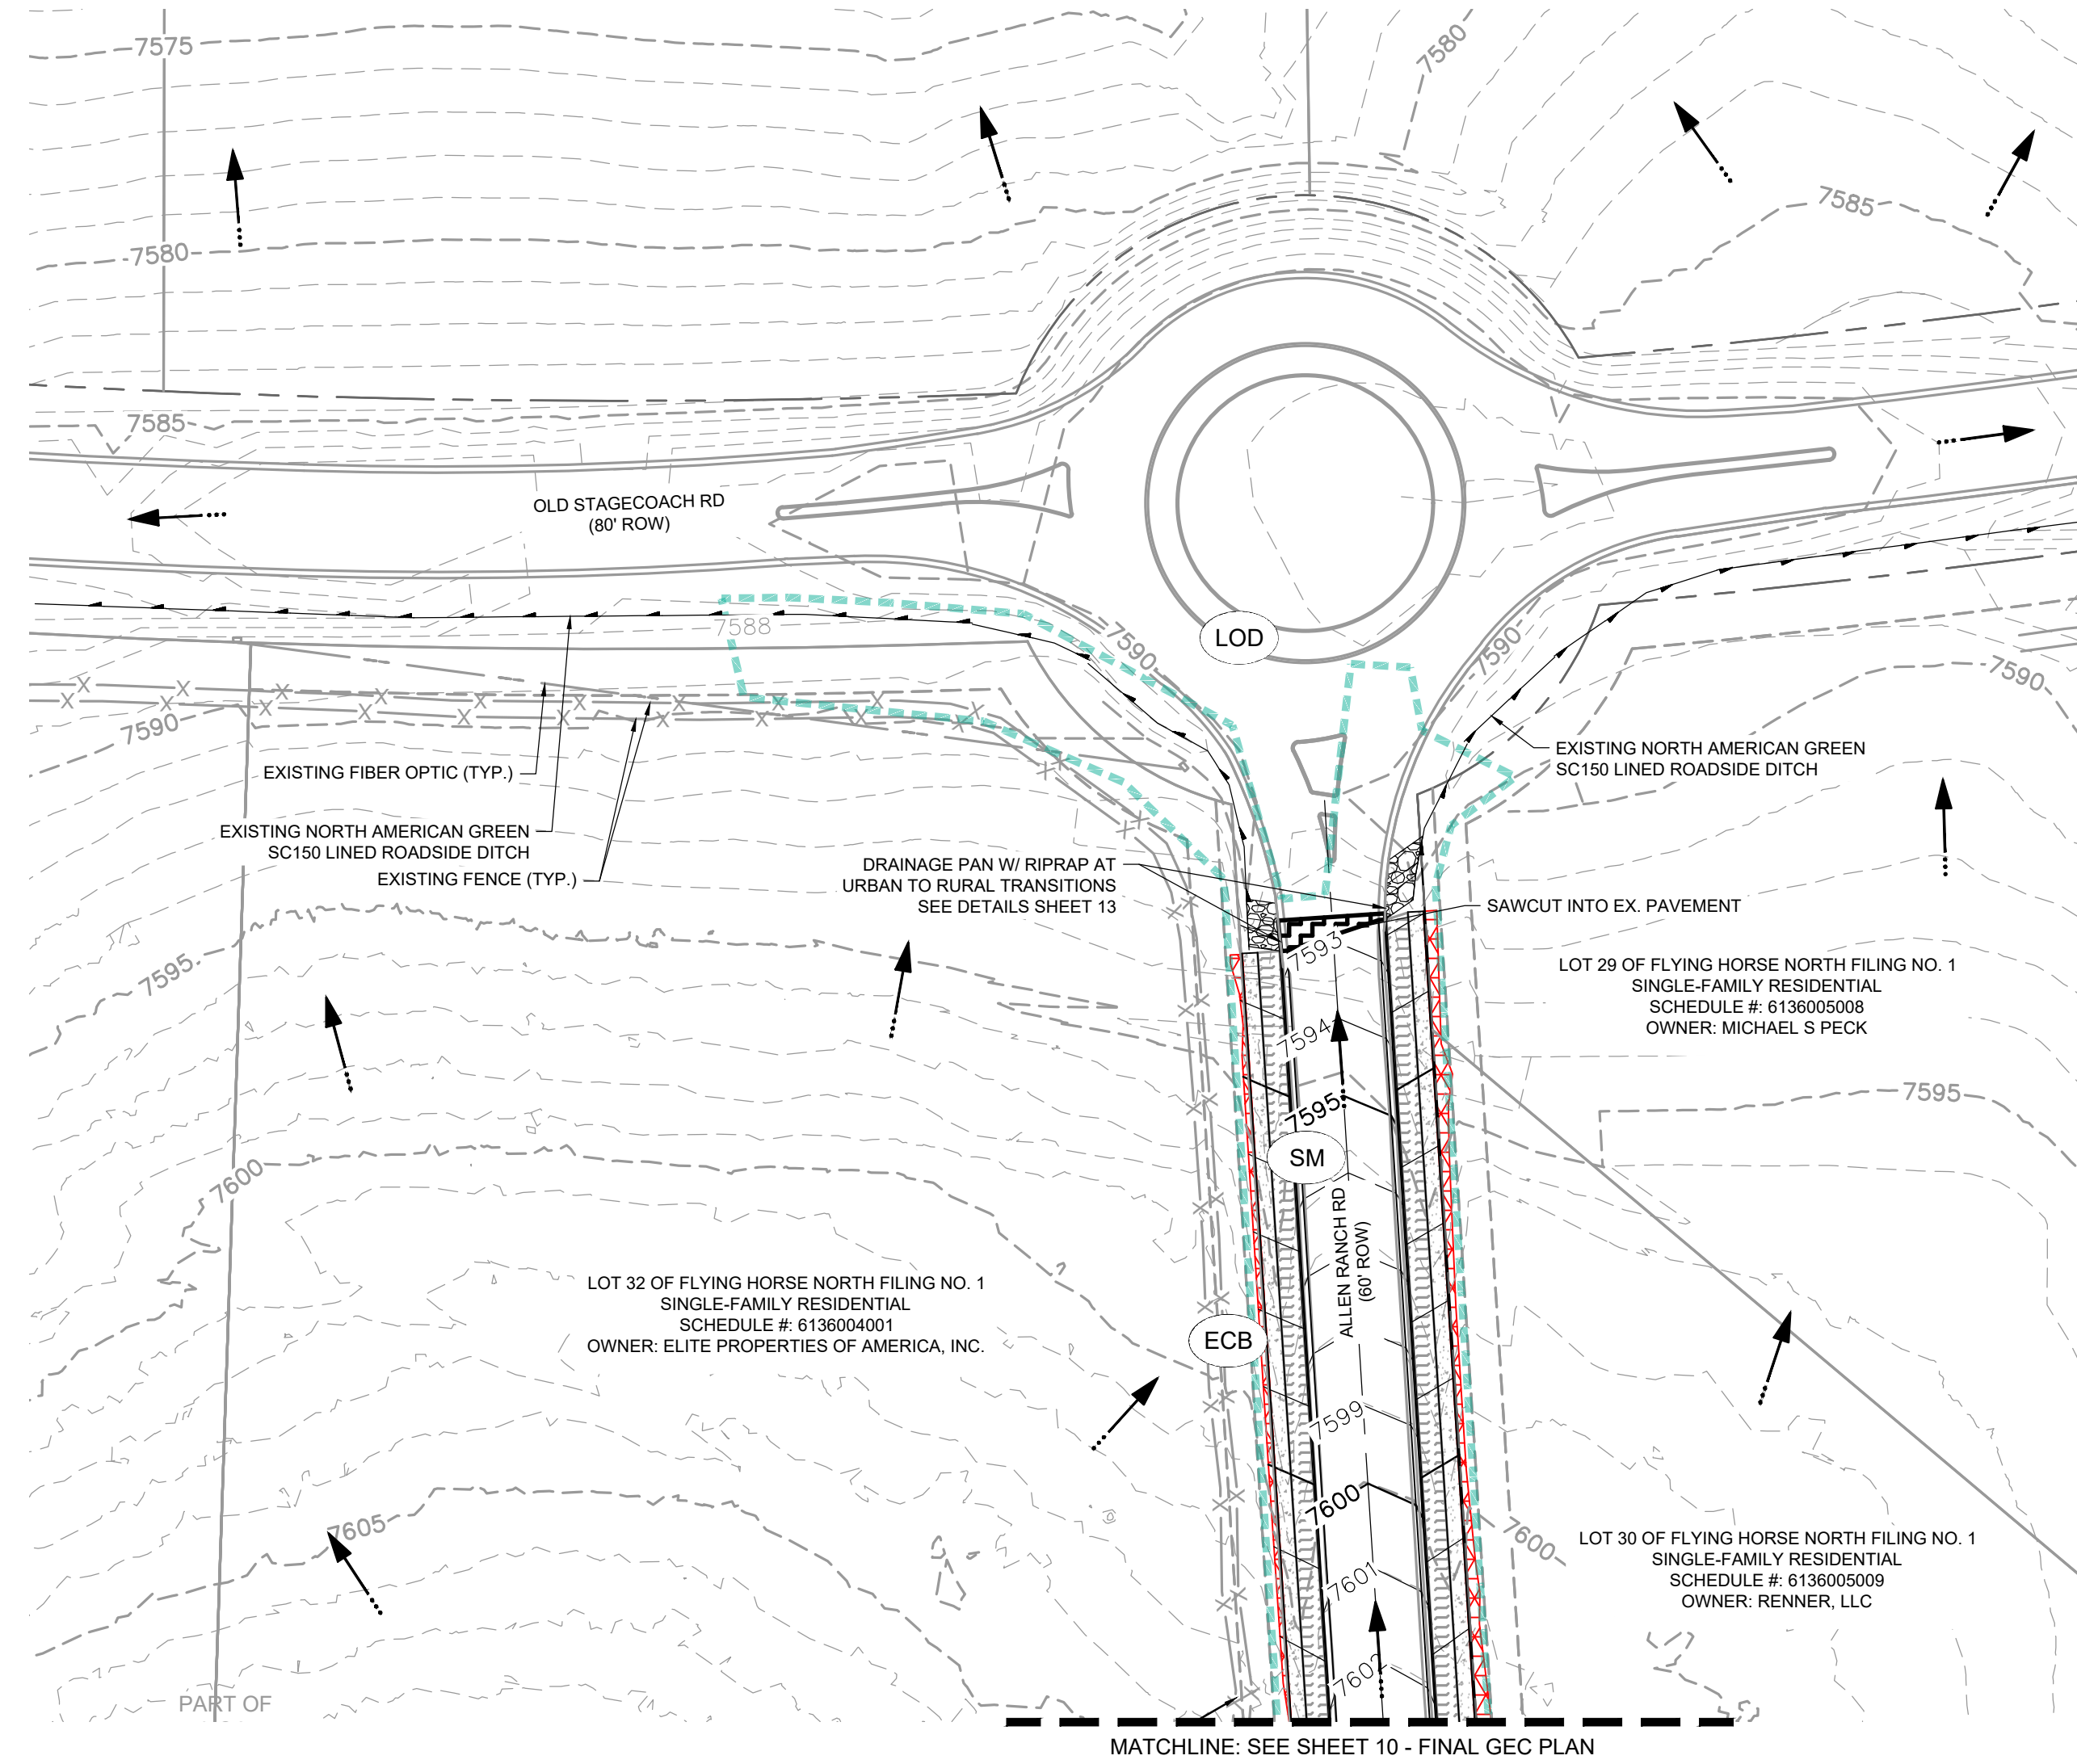 7575
7580
7580
7585
7585
OLD STAGECOACH RD
(80' ROW)
7588
LOD
7590
7590
7590
7590
EXISTING NORTH AMERICAN GREEN
SC150 LINED ROADSIDE DITCH
EXISTING FIBER OPTIC (TYP.)
EXISTING NORTH AMERICAN GREEN
SC150 LINED ROADSIDE DITCH
EXISTING FENCE (TYP.)
DRAINAGE PAN W/ RIPRAP AT
URBAN TO RURAL TRANSITIONS
SEE DETAILS SHEET 13
SAWCUT INTO EX. PAVEMENT
7593
7595
LOT 29 OF FLYING HORSE NORTH FILING NO. 1
SINGLE-FAMILY RESIDENTIAL
SCHEDULE #: 6136005008
OWNER: MICHAEL S PECK
7594
7595
7595
SM
7600
ALLEN RANCH RD
(60' ROW)
LOT 32 OF FLYING HORSE NORTH FILING NO. 1
SINGLE-FAMILY RESIDENTIAL
SCHEDULE #: 6136004001
OWNER: ELITE PROPERTIES OF AMERICA, INC.
ECB
7599
7600
7605
7600
LOT 30 OF FLYING HORSE NORTH FILING NO. 1
SINGLE-FAMILY RESIDENTIAL
SCHEDULE #: 6136005009
OWNER: RENNER, LLC
7601
7602
PART OF
MATCHLINE: SEE SHEET 10 - FINAL GEC PLAN